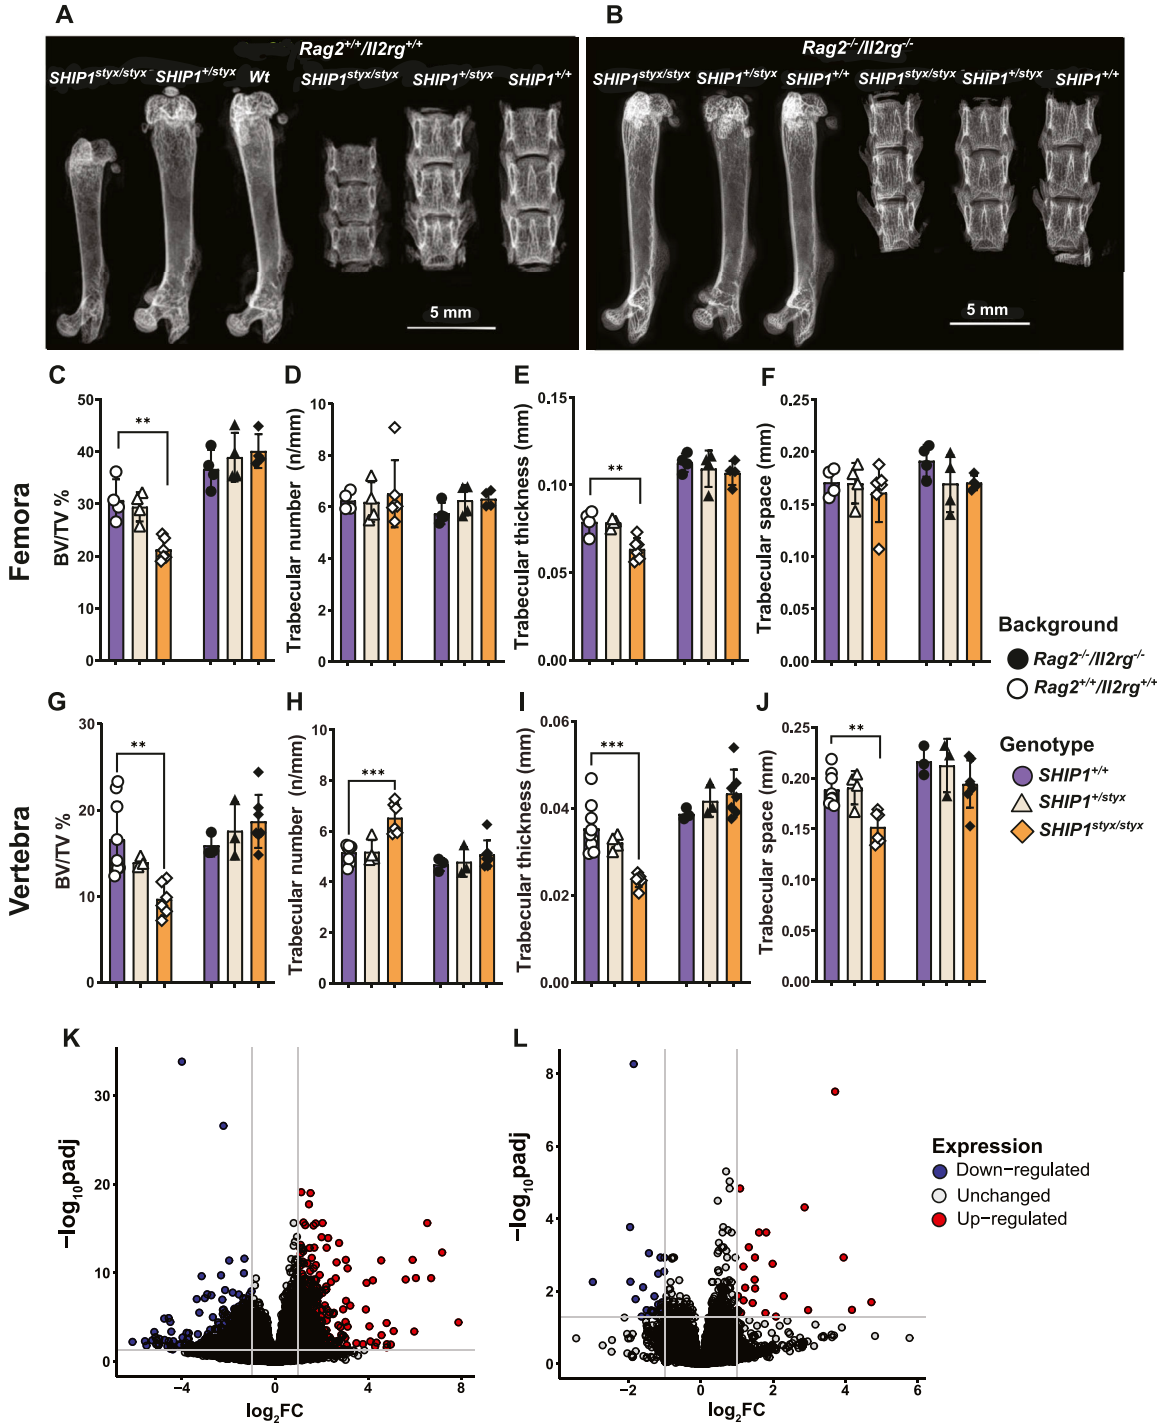 A
B
Rag2+/+/Il2rg+/+
Rag2-/-/Il2rg-/-
SHIP1styx/styx SHIP1+/styx Wt SHIP1styx/styx SHIP1+/styx SHIP1+/+
SHIP1styx/styx SHIP1+/styx SHIP1+/+ SHIP1styx/styx SHIP1+/styx SHIP1+/+
5 mm
5 mm
Femora
C
BV/TV %
50
40
30
20
10
0
**
D
Trabecular number (n/mm)
10
8
6
4
2
0
E
Trabecular thickness (mm)
0.15
0.10
0.05
0.00
**
F
Trabecular space (mm)
0.25
0.20
0.15
0.10
0.05
0.00
Background
Rag2-/-/Il2rg-/-
Rag2+/+/Il2rg+/+
Genotype
SHIP1+/+
SHIP1+/styx
SHIP1styx/styx
Vertebra
G
BV/TV %
30
20
10
0
**
H
Trabecular number (n/mm)
10
8
6
4
2
0
***
I
Trabecular thickness (mm)
0.06
0.04
0.02
0.00
***
J
Trabecular space (mm)
0.25
0.20
0.15
0.10
0.05
0.00
**
K
−log10padj
30
20
10
0
−4 0 4 8
log2FC
L
−log10padj
8
6
4
2
0
−2 0 2 4 6
log2FC
Expression
Down−regulated
Unchanged
Up−regulated